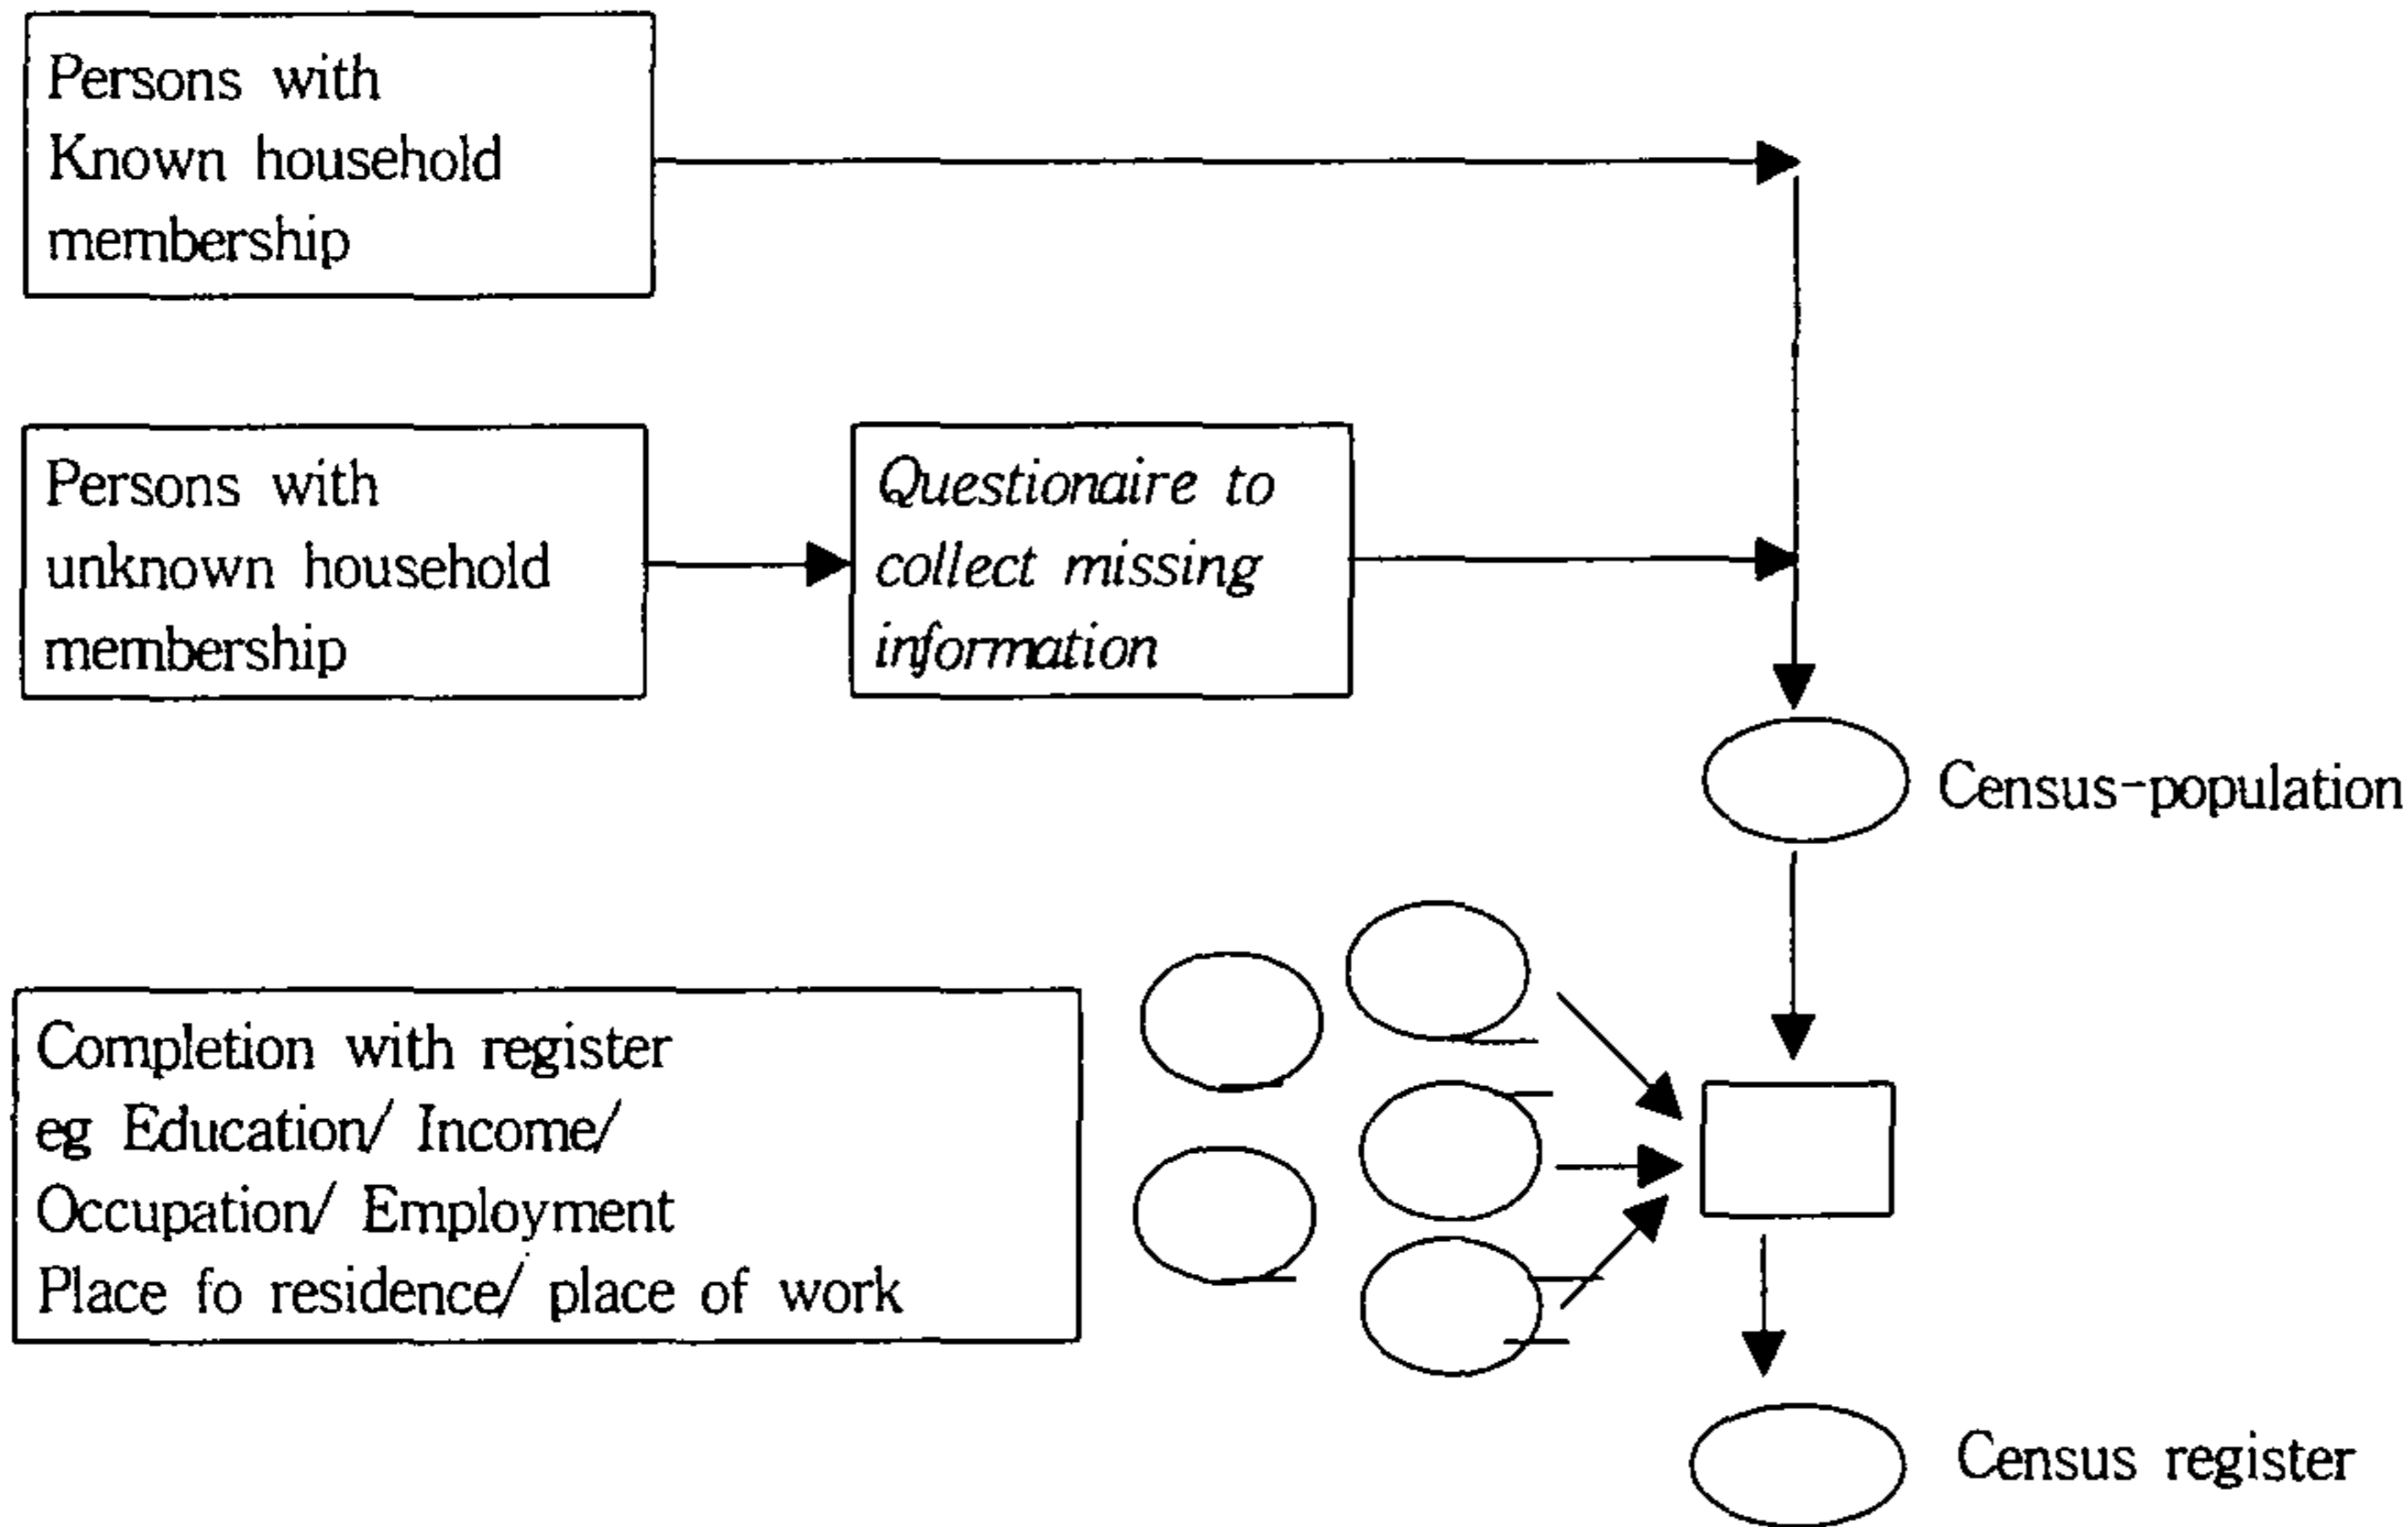 Persons with
Known household
membership
Persons with
unknown household
membership
Questionaire to
collect missing
information
Census-population
Completion with register
eg Education/ Income/
Occupation/ Employment
Place fo residence/ place of work
Census register